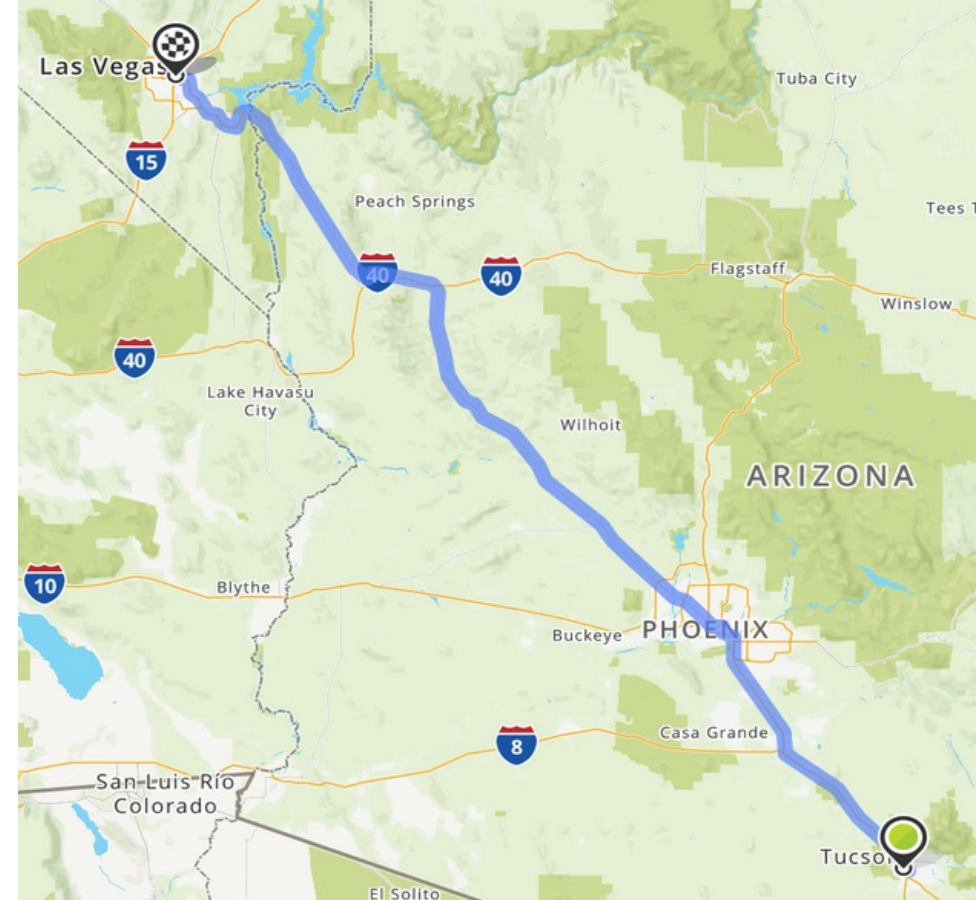 Tuba City
Las Vegas
15
Peach Springs
Tees T
40
40
Flagstaff
Winslow
40
Lake Havasu
City
Wilhoit
ARIZONA
10
Blythe
Buckeye
PHOENIX
Casa Grande
8
San Luis Río
Colorado
Tucso
El Solito